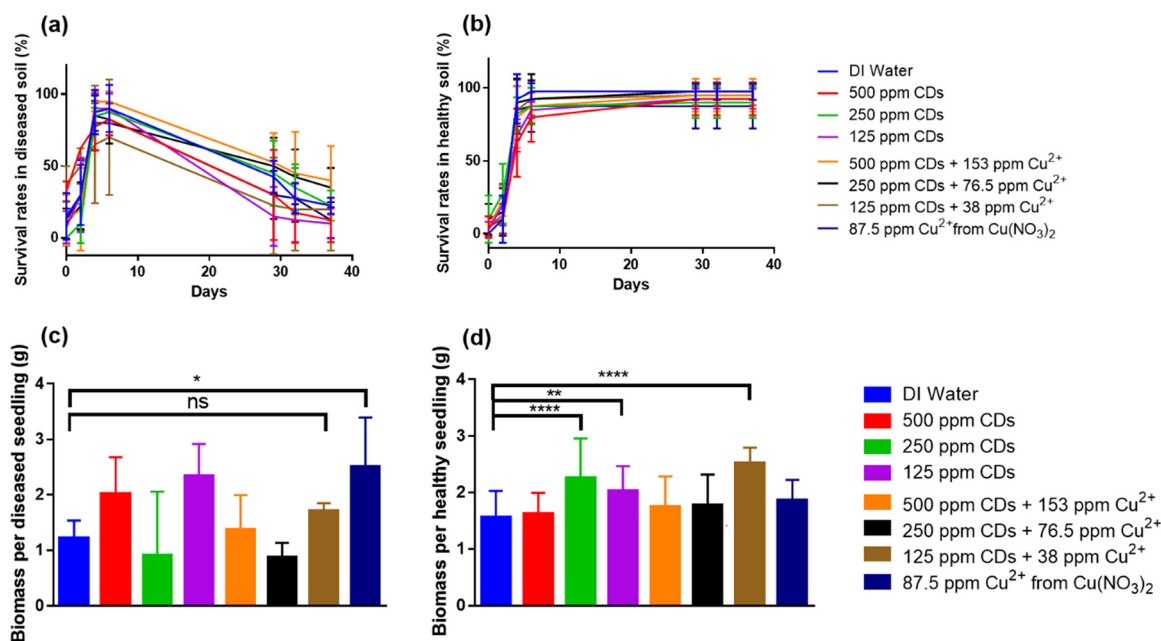 (a)
Survival rates in diseased soil (%)
100
50
0
0 10 20 30 40
Days
(b)
Survival rates in healthy soil (%)
100
50
0
0 10 20 30 40
Days
DI Water
500 ppm CDs
250 ppm CDs
125 ppm CDs
500 ppm CDs + 153 ppm Cu²⁺
250 ppm CDs + 76.5 ppm Cu²⁺
125 ppm CDs + 38 ppm Cu²⁺
87.5 ppm Cu²⁺from Cu(NO₃)₂
(c)
Biomass per diseased seedling (g)
4
3
2
1
0
*
ns
(d)
Biomass per healthy seedling (g)
4
3
2
1
0
****
**
****
DI Water
500 ppm CDs
250 ppm CDs
125 ppm CDs
500 ppm CDs + 153 ppm Cu²⁺
250 ppm CDs + 76.5 ppm Cu²⁺
125 ppm CDs + 38 ppm Cu²⁺
87.5 ppm Cu²⁺ from Cu(NO₃)₂